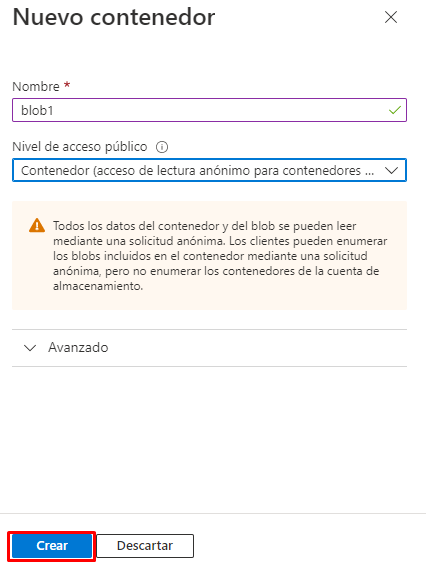 Nuevo contenedor
Nombre *
blob1
Nivel de acceso público
Contenedor (acceso de lectura anónimo para contenedores ...
Todos los datos del contenedor y del blob se pueden leer
mediante una solicitud anónima. Los clientes pueden enumerar
los blobs incluidos en el contenedor mediante una solicitud
anónima, pero no enumerar los contenedores de la cuenta de
almacenamiento.
Avanzado
Crear
Descartar